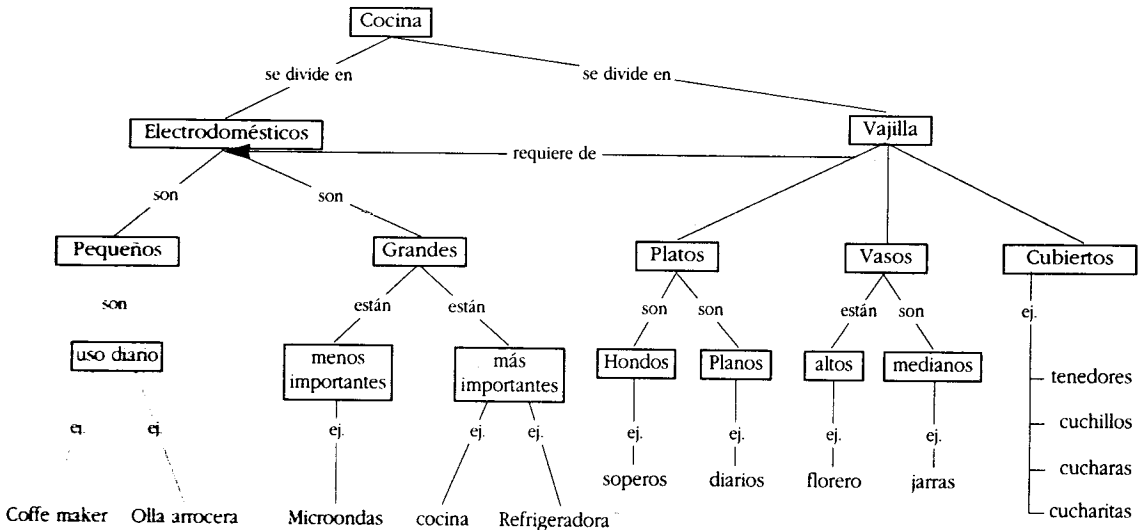 Cocina
se divide en
se divide en
Electrodomésticos
Vajilla
requiere de
son
son
Pequeños
Grandes
Platos
Vasos
Cubiertos
son
están
están
son
son
están
son
ej.
uso diario
menos
importantes
más
importantes
Hondos
Planos
altos
medianos
tenedores
ej.
ej.
ej.
ej.
ej.
ej.
ej.
ej.
ej.
cuchillos
soperos
diarios
florero
jarras
cucharas
Coffe maker
Olla arrocera
Microondas
cocina
Refrigeradora
cucharitas